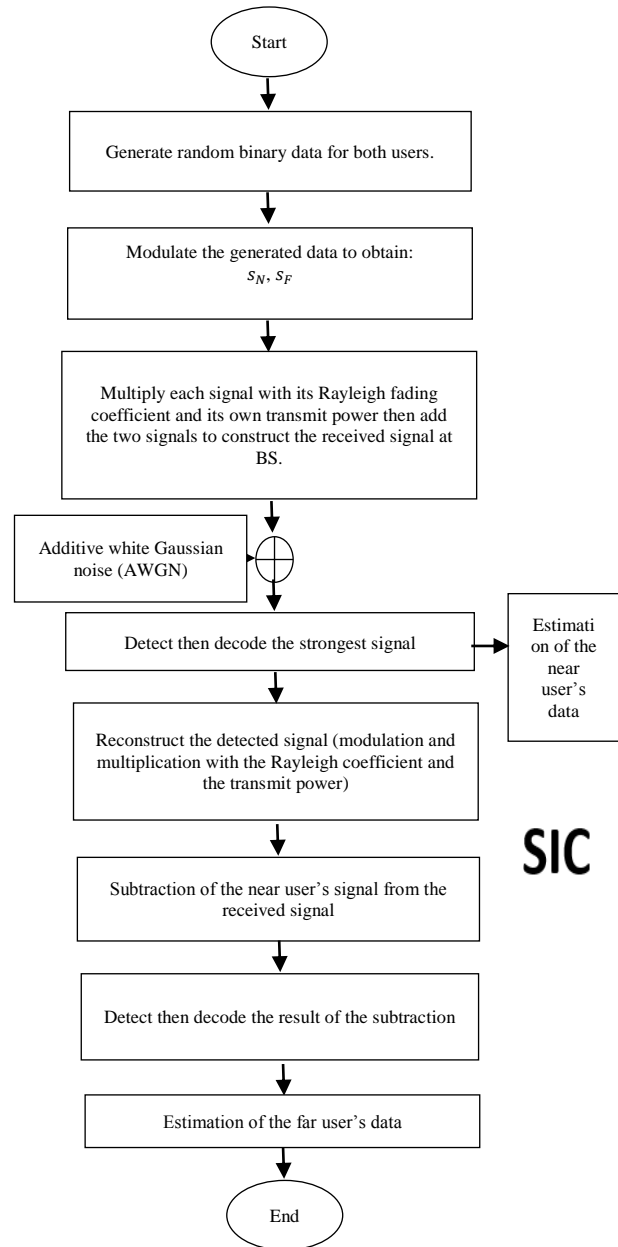 Start
Generate random binary data for both users.
Modulate the generated data to obtain:
𝑠𝑁, 𝑠𝐹
Multiply each signal with its Rayleigh fading
coefficient and its own transmit power then add
the two signals to construct the received signal at
BS.
Additive white Gaussian
noise (AWGN)
Detect then decode the strongest signal
Estimati
on of the
near
user's
data
Reconstruct the detected signal (modulation and
multiplication with the Rayleigh coefficient and
the transmit power)
SIC
Subtraction of the near user's signal from the
received signal
Detect then decode the result of the subtraction
Estimation of the far user's data
End